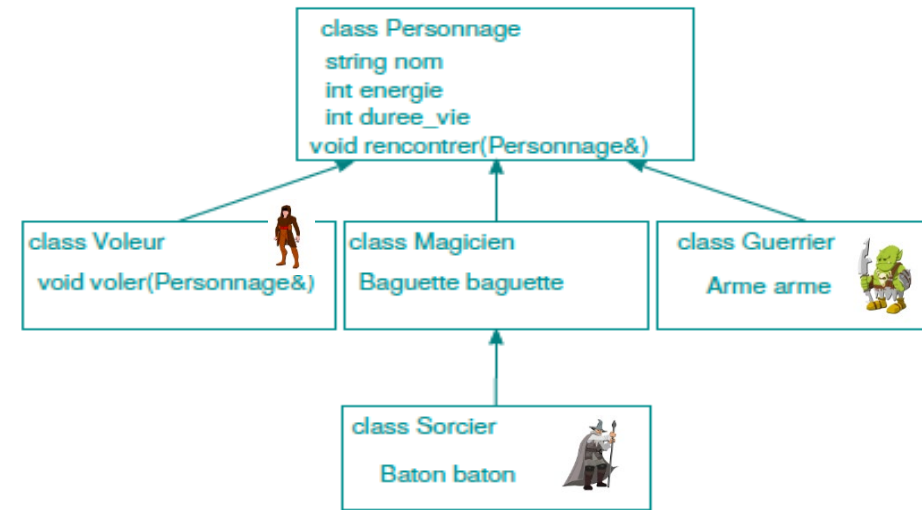 class Personnage
string nom
int energie
int duree_vie
void rencontrer(Personnage&)
class Voleur
void voler(Personnage&)
class Magicien
Baguette baguette
class Guerrier
Arme arme
class Sorcier
Baton baton